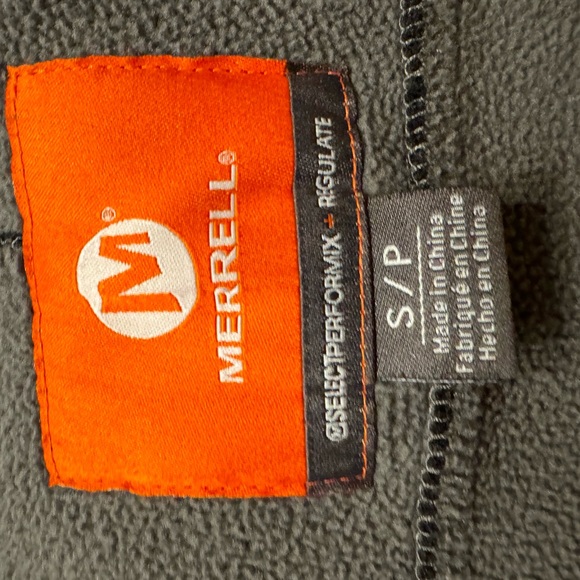 M®
MERRELL®
SELECTPERFORMIX + REGULATE
S/P
Made in China
Fabriqué en Chine
Hecho en China